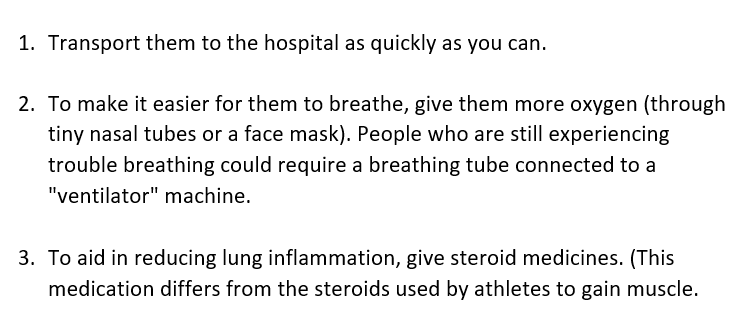 1. Transport them to the hospital as quickly as you can.
2. To make it easier for them to breathe, give them more oxygen (through
tiny nasal tubes or a face mask). People who are still experiencing
trouble breathing could require a breathing tube connected to a
"ventilator" machine.
3. To aid in reducing lung inflammation, give steroid medicines. (This
medication differs from the steroids used by athletes to gain muscle.